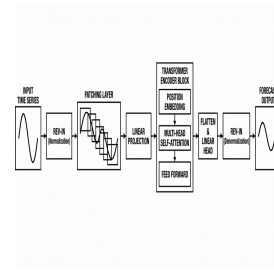 INPUT
TIME SERIES
REV-IN
(Normalization)
PATCHING LAYER
LINEAR
PROJECTION
TRANSFORMER
ENCODER BLOCK
POSITION
EMBEDDING
MULTI-HEAD
SELF-ATTENTION
FEED FORWARD
FLATTEN
&
LINEAR
HEAD
REV-IN
(Denormalization)
FORECAS
OUTPUT